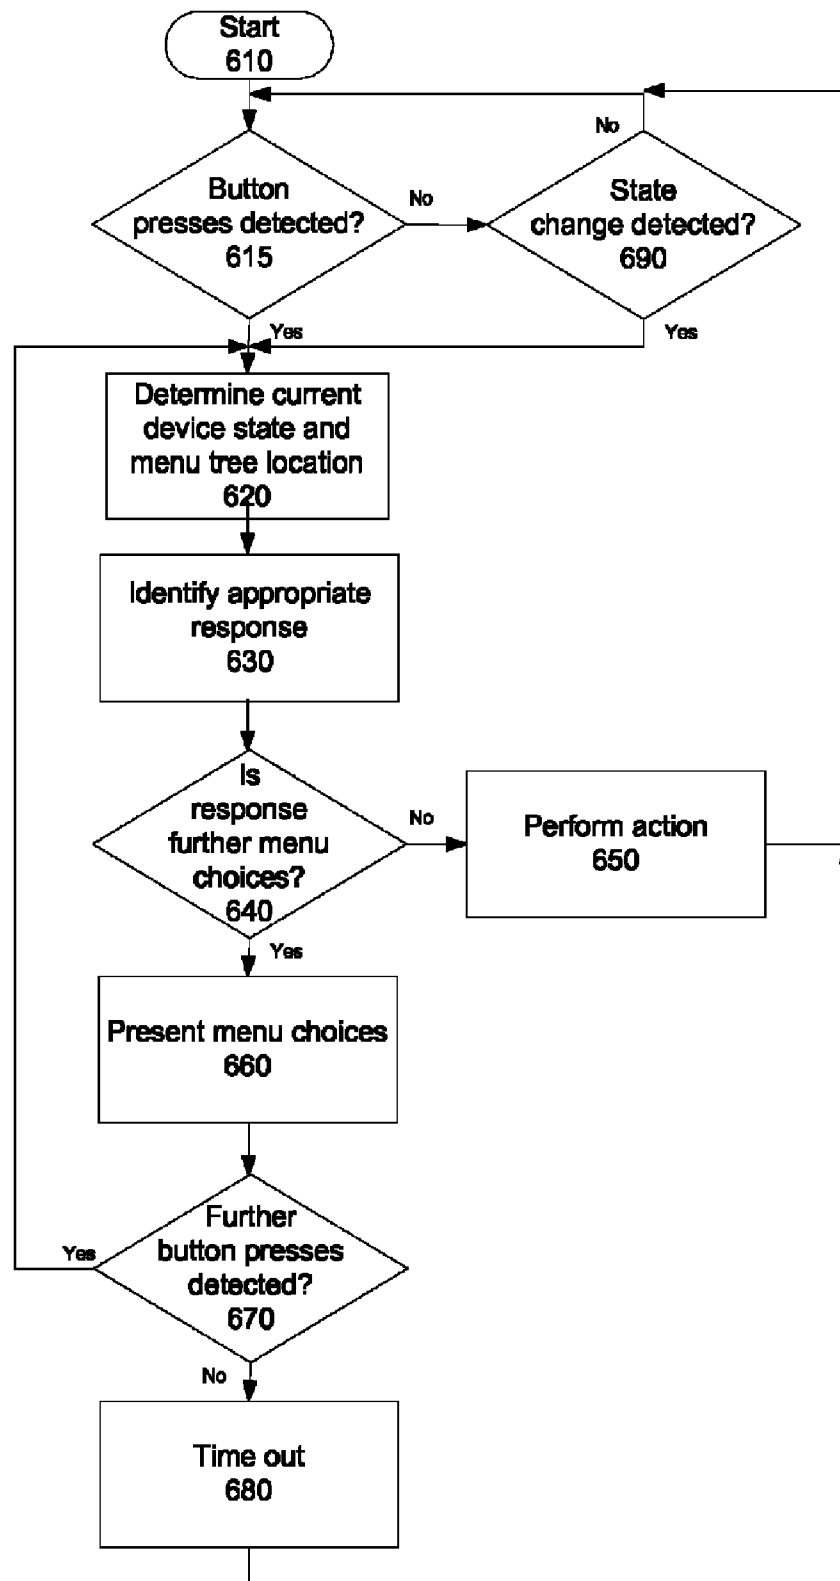 Start
610
No
Button
presses detected?
615
No
State
change detected?
690
Yes
Yes
Determine current
device state and
menu tree location
620
Identify appropriate
response
630
Is
response
further menu
choices?
640
No
Perform action
650
Yes
Present menu choices
660
Further
button presses
detected?
670
Yes
No
Time out
680